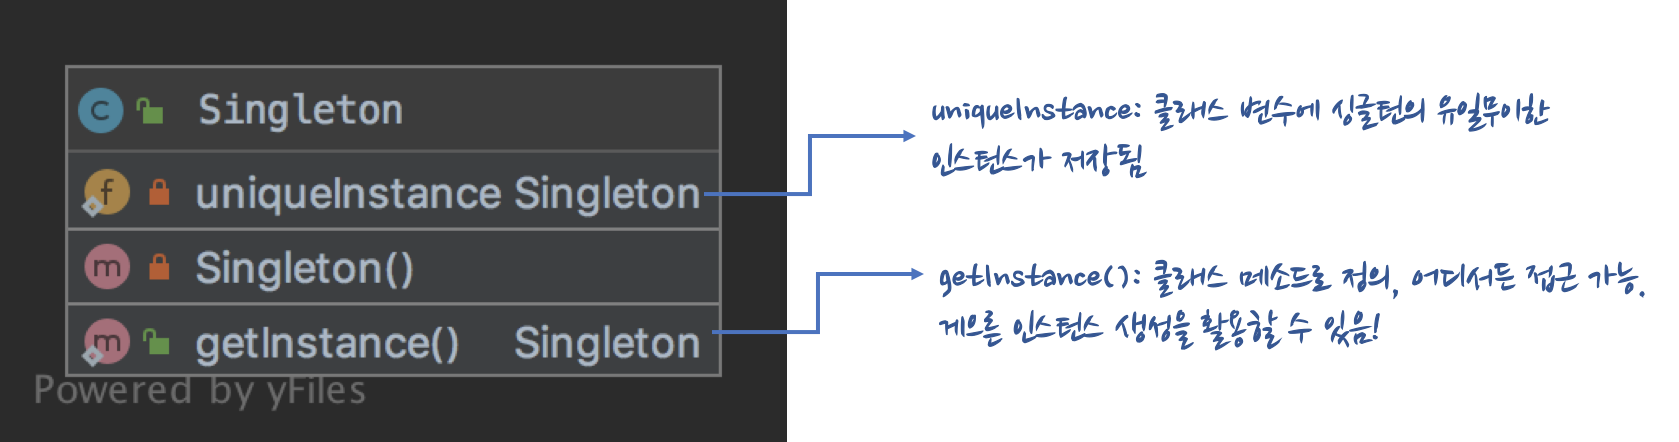 C Singleton
f uniqueInstance Singleton
m Singleton()
m getInstance() Singleton
Powered by yFiles
uniqueInstance: 클래스 변수에 싱글턴의 유일무이한
인스턴스가 저장됨
getInstance(): 클래스 메소드로 정의, 어디서든 접근 가능.
게으른 인스턴스 생성을 활용할 수 있음!